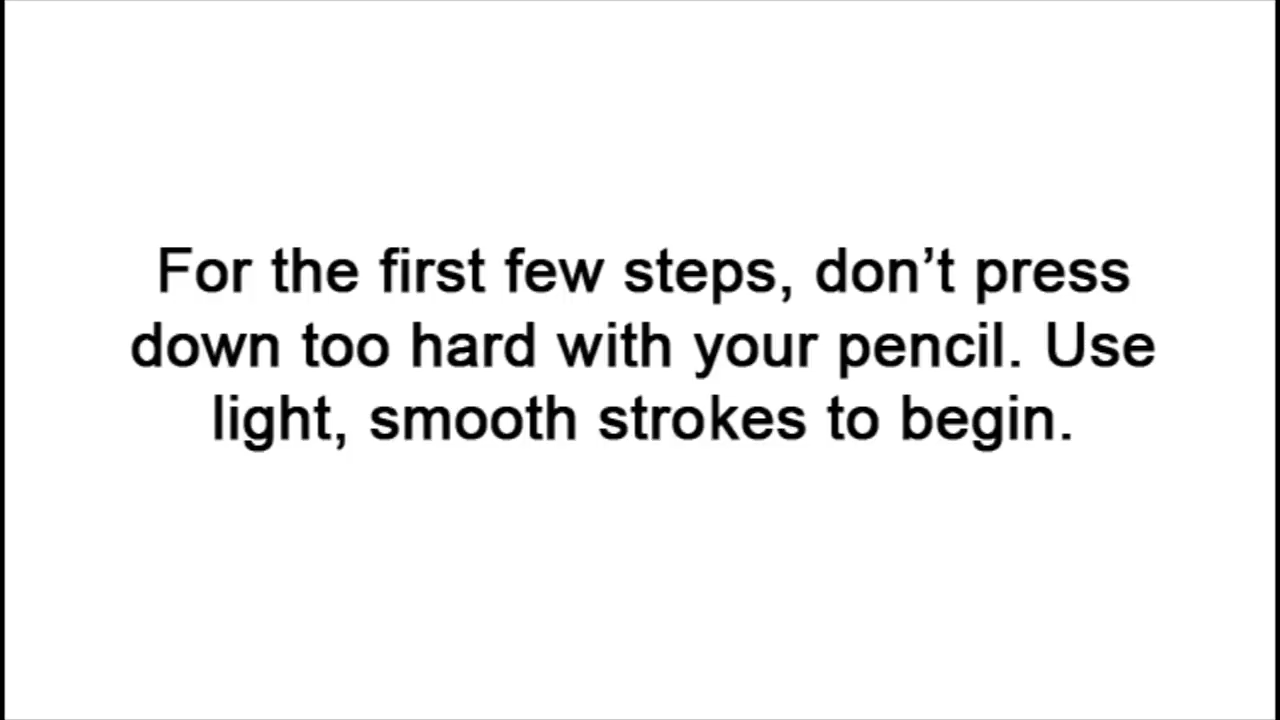 For the first few steps, don’t press
down too hard with your pencil. Use
light, smooth strokes to begin.